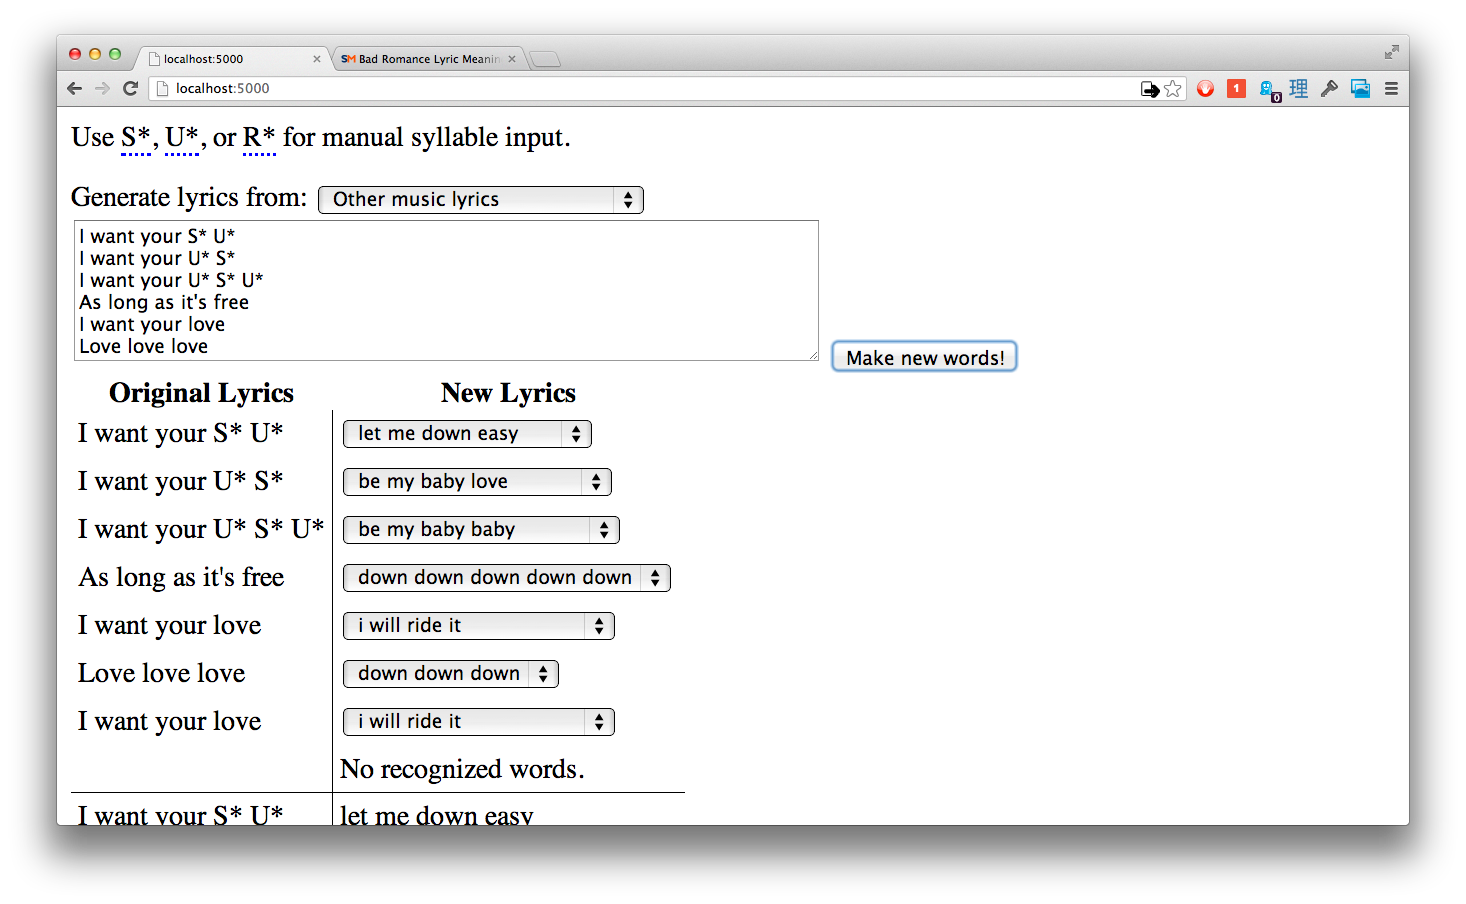 localhost:5000
SM Bad Romance Lyric Meanin
localhost:5000
1
0
理
Use S*, U*, or R* for manual syllable input.
Generate lyrics from: Other music lyrics
I want your S* U*
I want your U* S*
I want your U* S* U*
As long as it's free
I want your love
Love love love
Make new words!
Original Lyrics New Lyrics
I want your S* U* let me down easy
I want your U* S* be my baby love
I want your U* S* U* be my baby baby
As long as it's free down down down down down
I want your love i will ride it
Love love love down down down
I want your love i will ride it
No recognized words.
I want your S* U* let me down easy